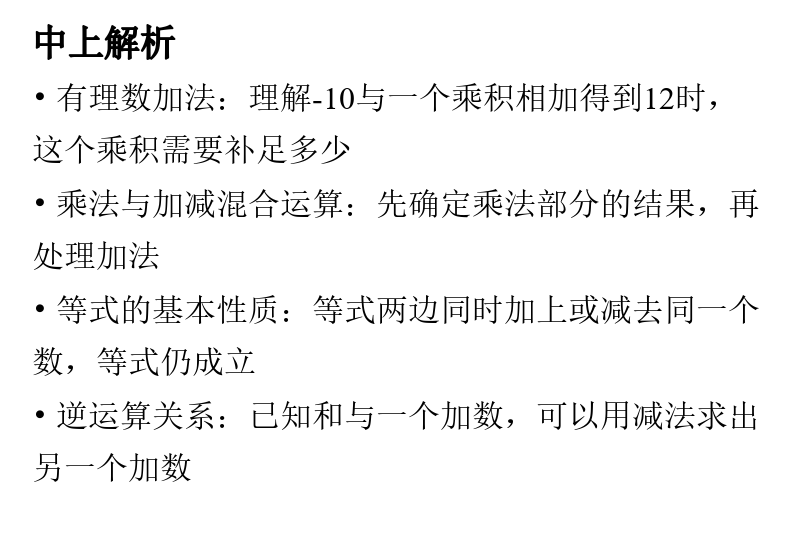 中上解析
• 有理数加法：理解-10与一个乘积相加得到12时，
这个乘积需要补足多少
• 乘法与加减混合运算：先确定乘法部分的结果，再
处理加法
• 等式的基本性质：等式两边同时加上或减去同一个
数，等式仍成立
• 逆运算关系：已知和与一个加数，可以用减法求出
另一个加数